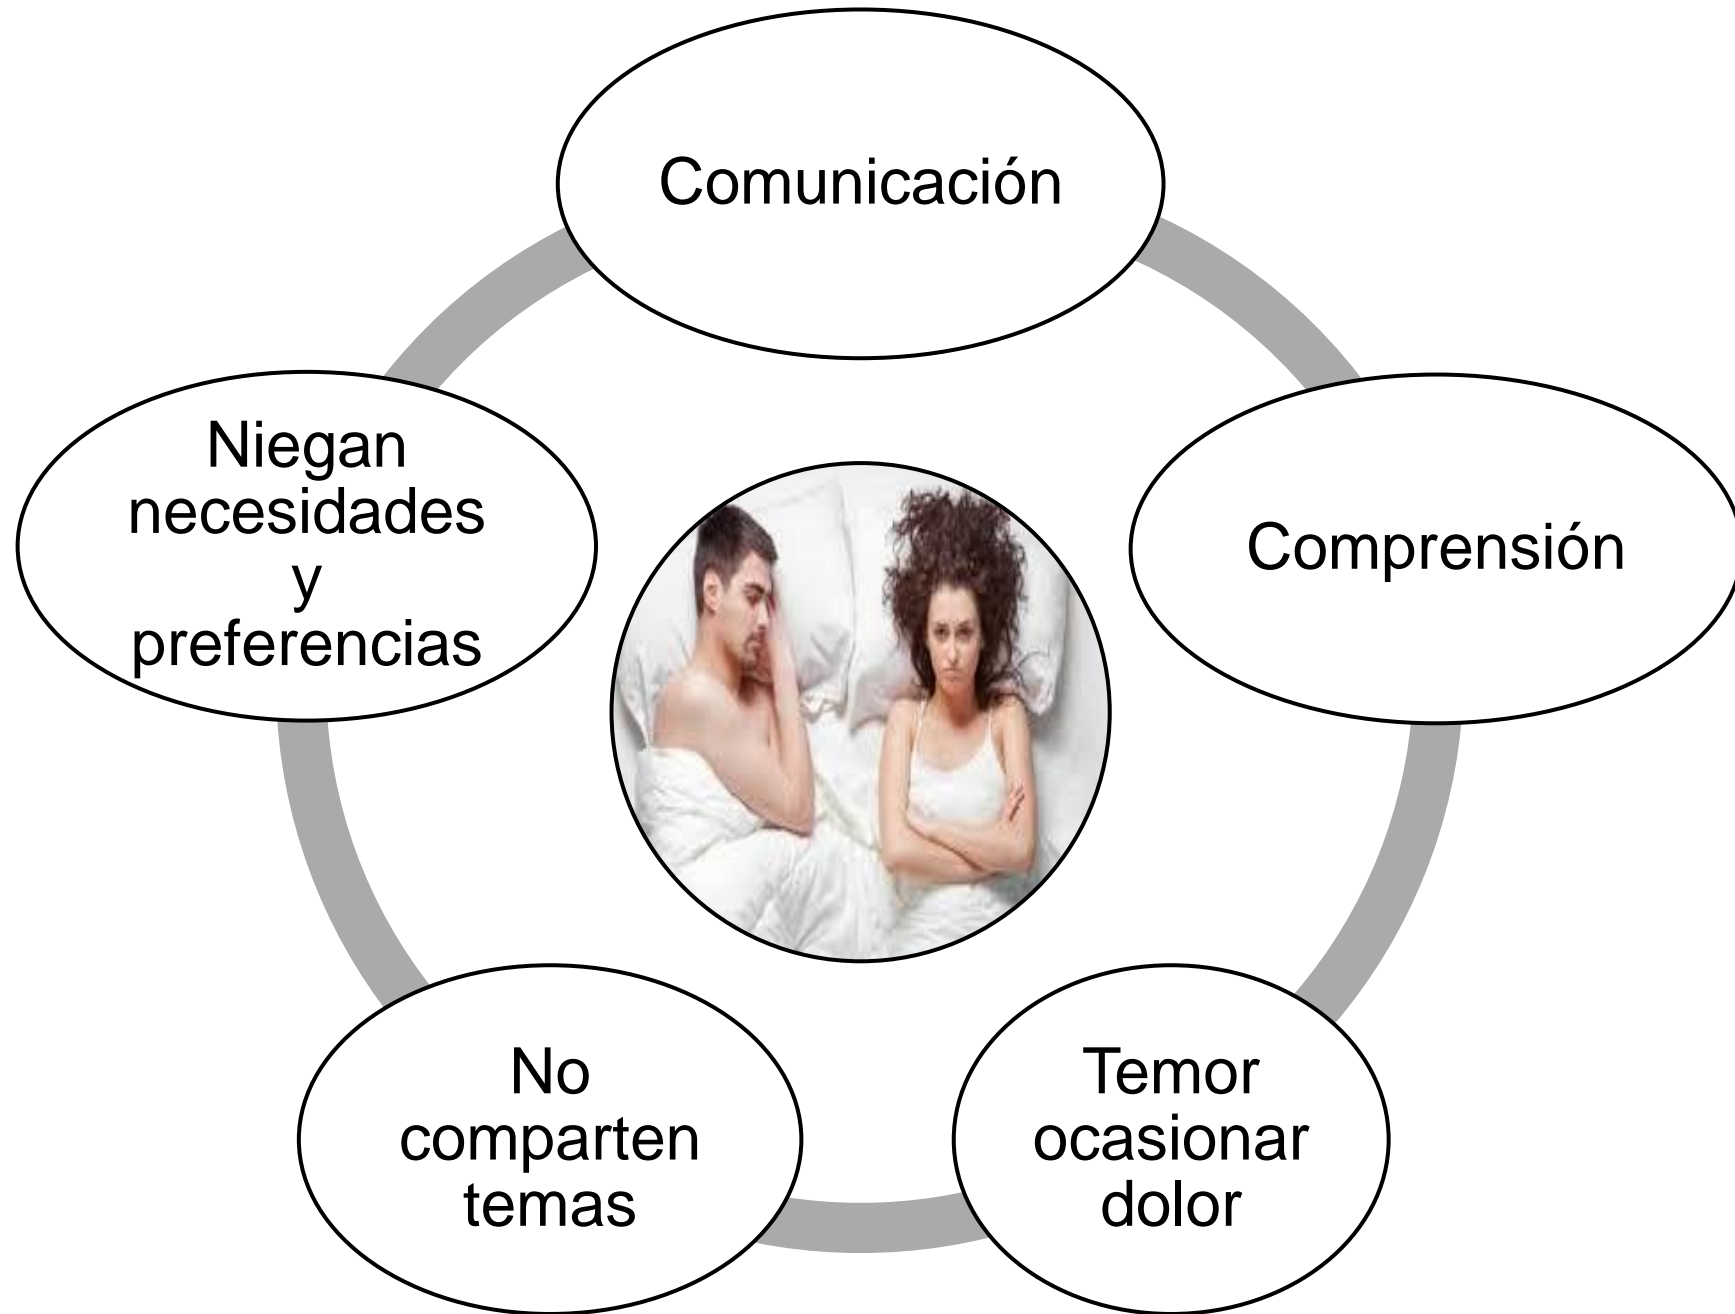 Comunicación
Comprensión
Temor
ocasionar
dolor
No
comparten
temas
Niegan
necesidades
y
preferencias